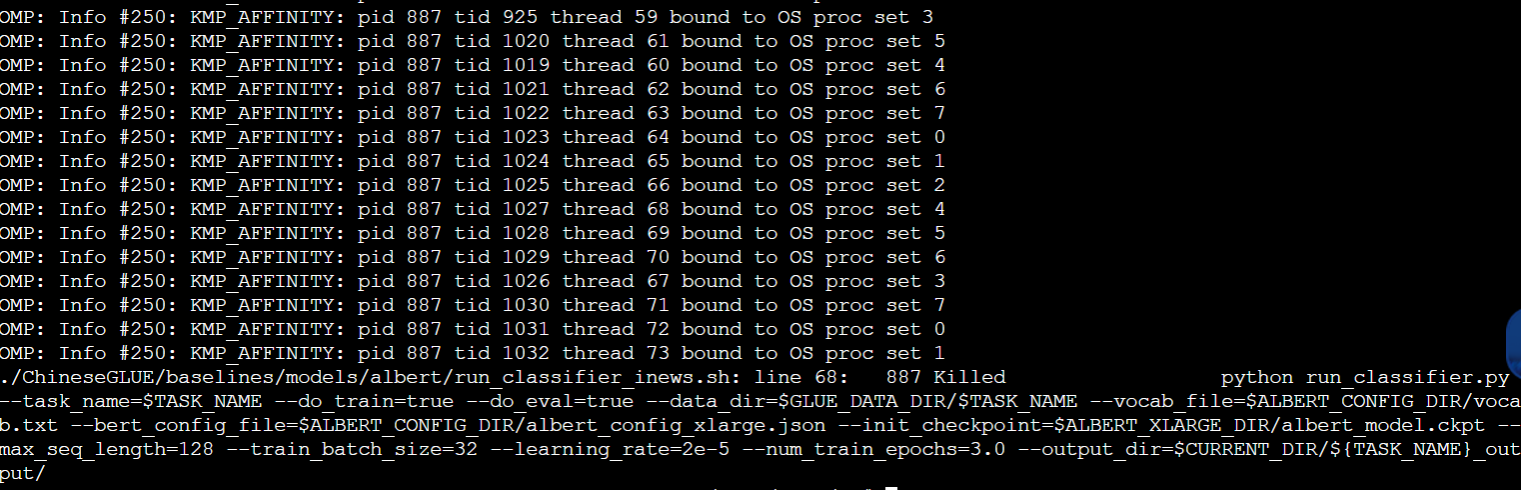 OMP: Info #250: KMP_AFFINITY: pid 887 tid 925 thread 59 bound to OS proc set 3
OMP: Info #250: KMP_AFFINITY: pid 887 tid 1020 thread 61 bound to OS proc set 5
OMP: Info #250: KMP_AFFINITY: pid 887 tid 1019 thread 60 bound to OS proc set 4
OMP: Info #250: KMP_AFFINITY: pid 887 tid 1021 thread 62 bound to OS proc set 6
OMP: Info #250: KMP_AFFINITY: pid 887 tid 1022 thread 63 bound to OS proc set 7
OMP: Info #250: KMP_AFFINITY: pid 887 tid 1023 thread 64 bound to OS proc set 0
OMP: Info #250: KMP_AFFINITY: pid 887 tid 1024 thread 65 bound to OS proc set 1
OMP: Info #250: KMP_AFFINITY: pid 887 tid 1025 thread 66 bound to OS proc set 2
OMP: Info #250: KMP_AFFINITY: pid 887 tid 1027 thread 68 bound to OS proc set 4
OMP: Info #250: KMP_AFFINITY: pid 887 tid 1028 thread 69 bound to OS proc set 5
OMP: Info #250: KMP_AFFINITY: pid 887 tid 1029 thread 70 bound to OS proc set 6
OMP: Info #250: KMP_AFFINITY: pid 887 tid 1026 thread 67 bound to OS proc set 3
OMP: Info #250: KMP_AFFINITY: pid 887 tid 1030 thread 71 bound to OS proc set 7
OMP: Info #250: KMP_AFFINITY: pid 887 tid 1031 thread 72 bound to OS proc set 0
OMP: Info #250: KMP_AFFINITY: pid 887 tid 1032 thread 73 bound to OS proc set 1
./ChineseGLUE/baselines/models/albert/run_classifier_inews.sh: line 68:   887 Killed                  python run_classifier.py
--task_name=$TASK_NAME --do_train=true --do_eval=true --data_dir=$GLUE_DATA_DIR/$TASK_NAME --vocab_file=$ALBERT_CONFIG_DIR/voca
b.txt --bert_config_file=$ALBERT_CONFIG_DIR/albert_config_xlarge.json --init_checkpoint=$ALBERT_XLARGE_DIR/albert_model.ckpt --
max_seq_length=128 --train_batch_size=32 --learning_rate=2e-5 --num_train_epochs=3.0 --output_dir=$CURRENT_DIR/${TASK_NAME}_out
put/